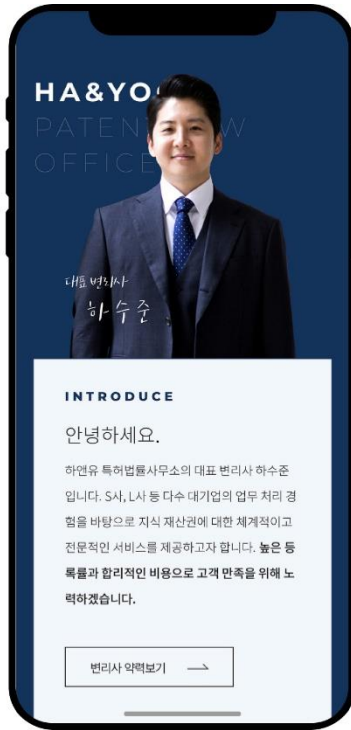 HA&YO
PATEN W
OFFICE
대표 변리사
하수준
INTRODUCE
안녕하세요.
하앤유 특허법률사무소의 대표 변리사 하수준
입니다. S사, L사 등 다수 대기업의 업무 처리 경
험을 바탕으로 지식 재산권에 대한 체계적이고
전문적인 서비스를 제공하고자 합니다. 높은 등
록률과 합리적인 비용으로 고객 만족을 위해 노
력하겠습니다.
변리사 약력보기